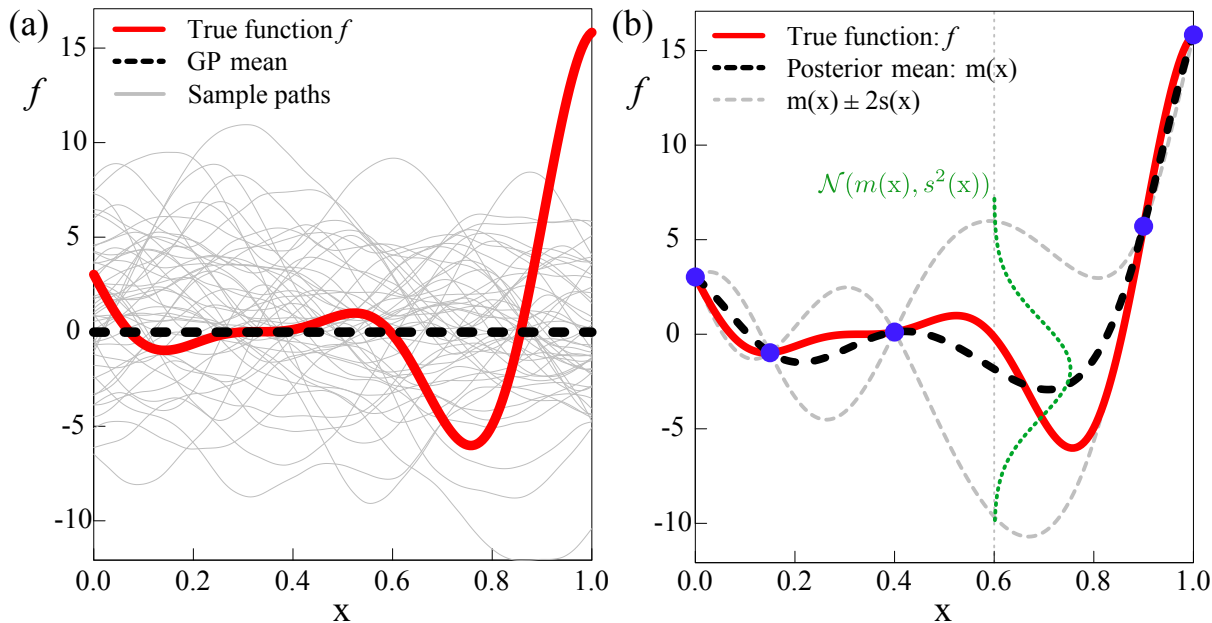 (a)
True function f
GP mean
Sample paths
f
15
10
5
0
-5
-10
0.0 0.2 0.4 0.6 0.8 1.0
x
(b)
True function: f
Posterior mean: m(x)
m(x) ± 2s(x)
f
15
10
5
0
-5
-10
𝒩(m(x), s²(x))
0.0 0.2 0.4 0.6 0.8 1.0
x